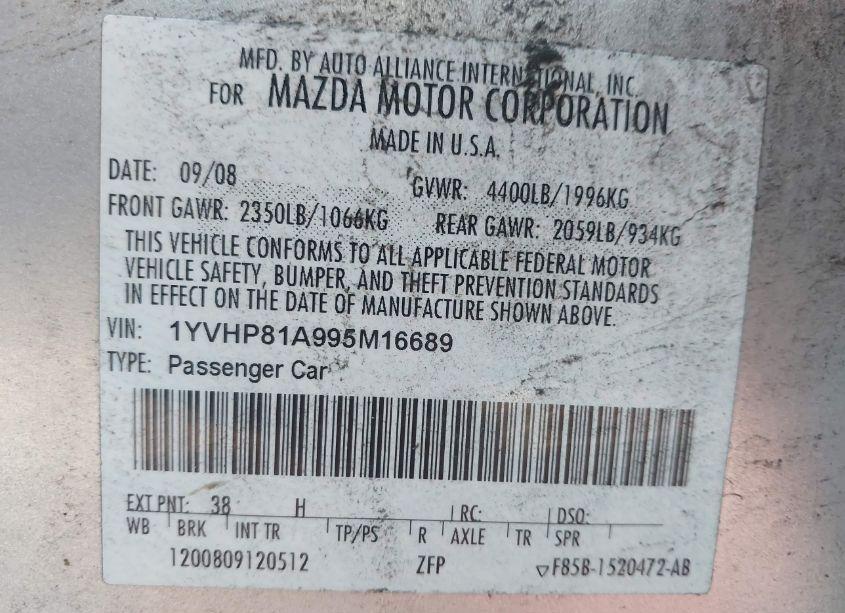 MFD. BY AUTO ALLIANCE INTERNATIONAL, INC.
FOR MAZDA MOTOR CORPORATION
MADE IN U.S.A.
DATE: 09/08 GVWR: 4400LB/1996KG
FRONT GAWR: 2350LB/1066KG REAR GAWR: 2059LB/934KG
THIS VEHICLE CONFORMS TO ALL APPLICABLE FEDERAL MOTOR
VEHICLE SAFETY, BUMPER, AND THEFT PREVENTION STANDARDS
IN EFFECT ON THE DATE OF MANUFACTURE SHOWN ABOVE.
VIN: 1YVHP81A995M16689
TYPE: Passenger Car
EXT PNT: 38 H RC: DSO:
WB BRK INT TR TP/PS R AXLE TR SPR
1200809120512 ZFP ▽F85B-1520472-AB